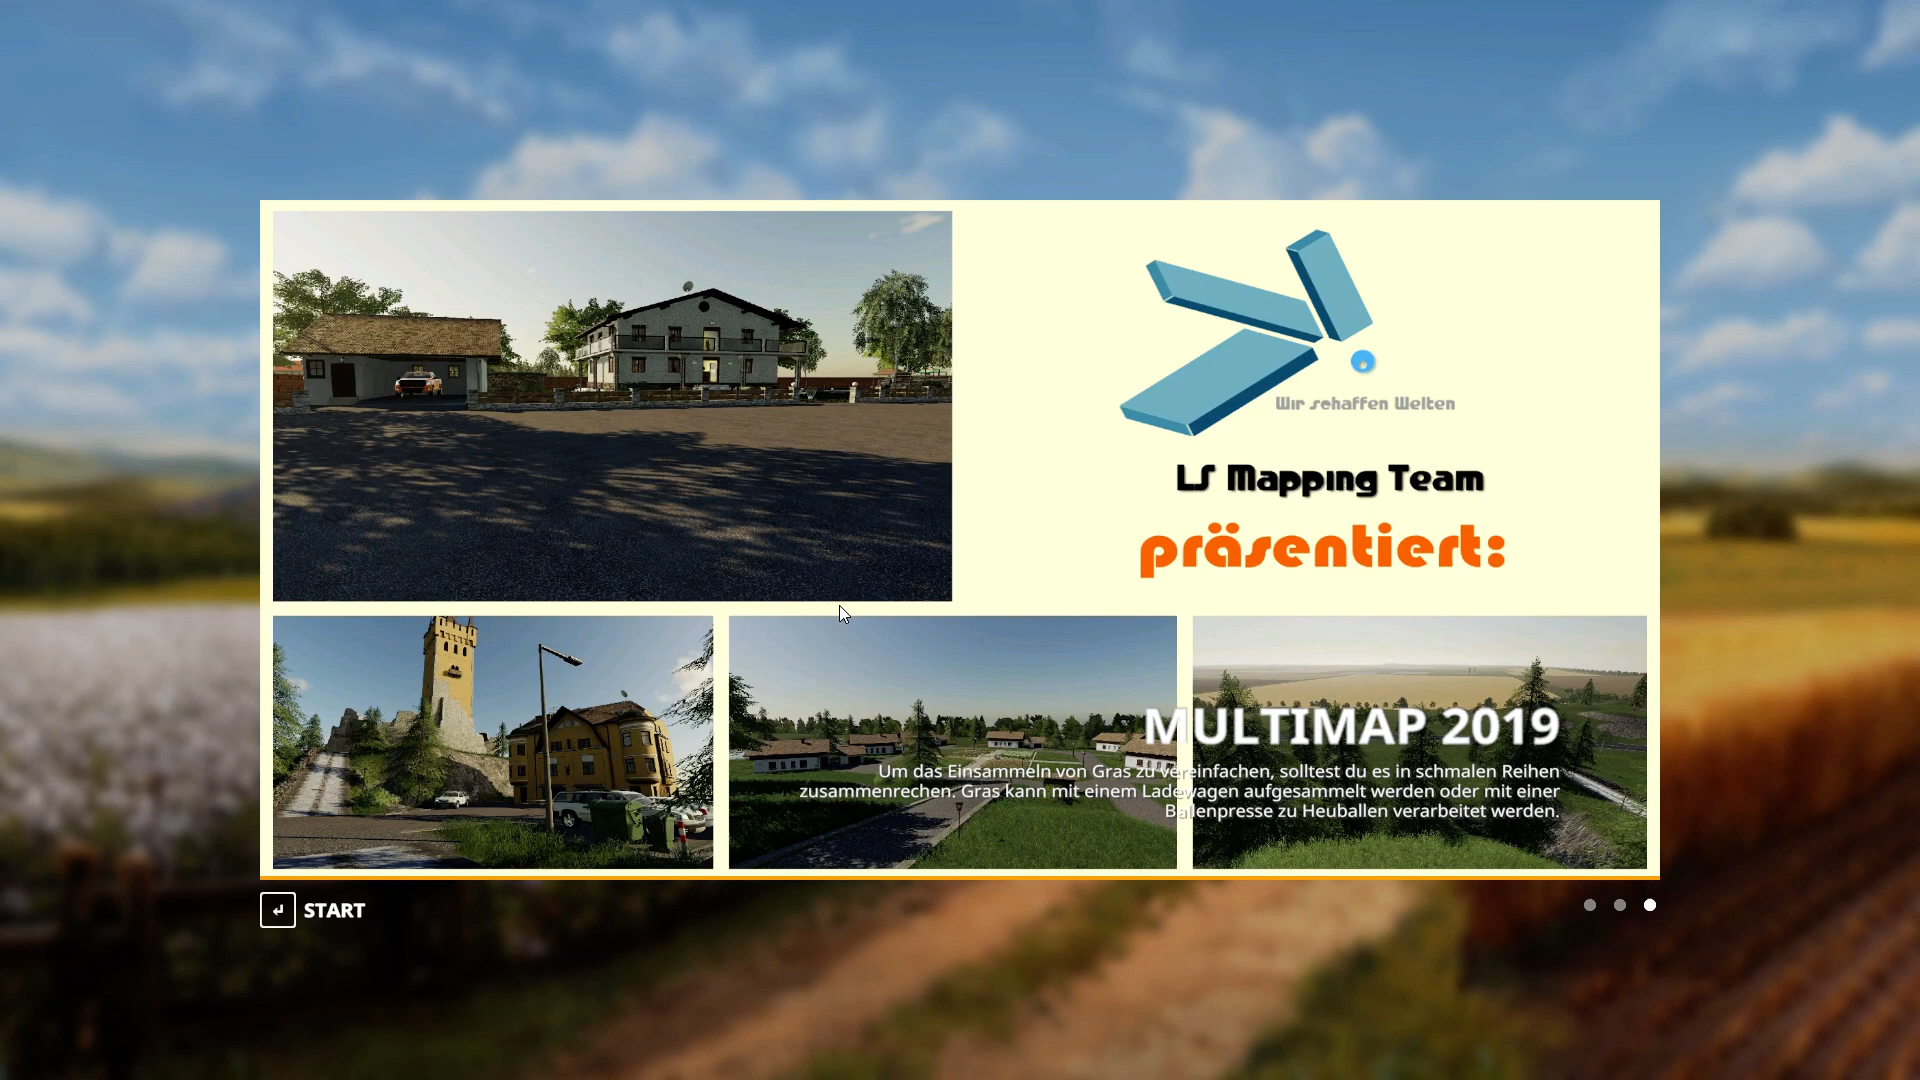 Wir schaffen Welten
LS Mapping Team
präsentiert:
MULTIMAP 2019
Um das Einsammeln von Gras zu vereinfachen, solltest du es in schmalen Reihen
zusammenrechen. Gras kann mit einem Ladewagen aufgesammelt werden oder mit einer
Ballenpresse zu Heuballen verarbeitet werden.
START